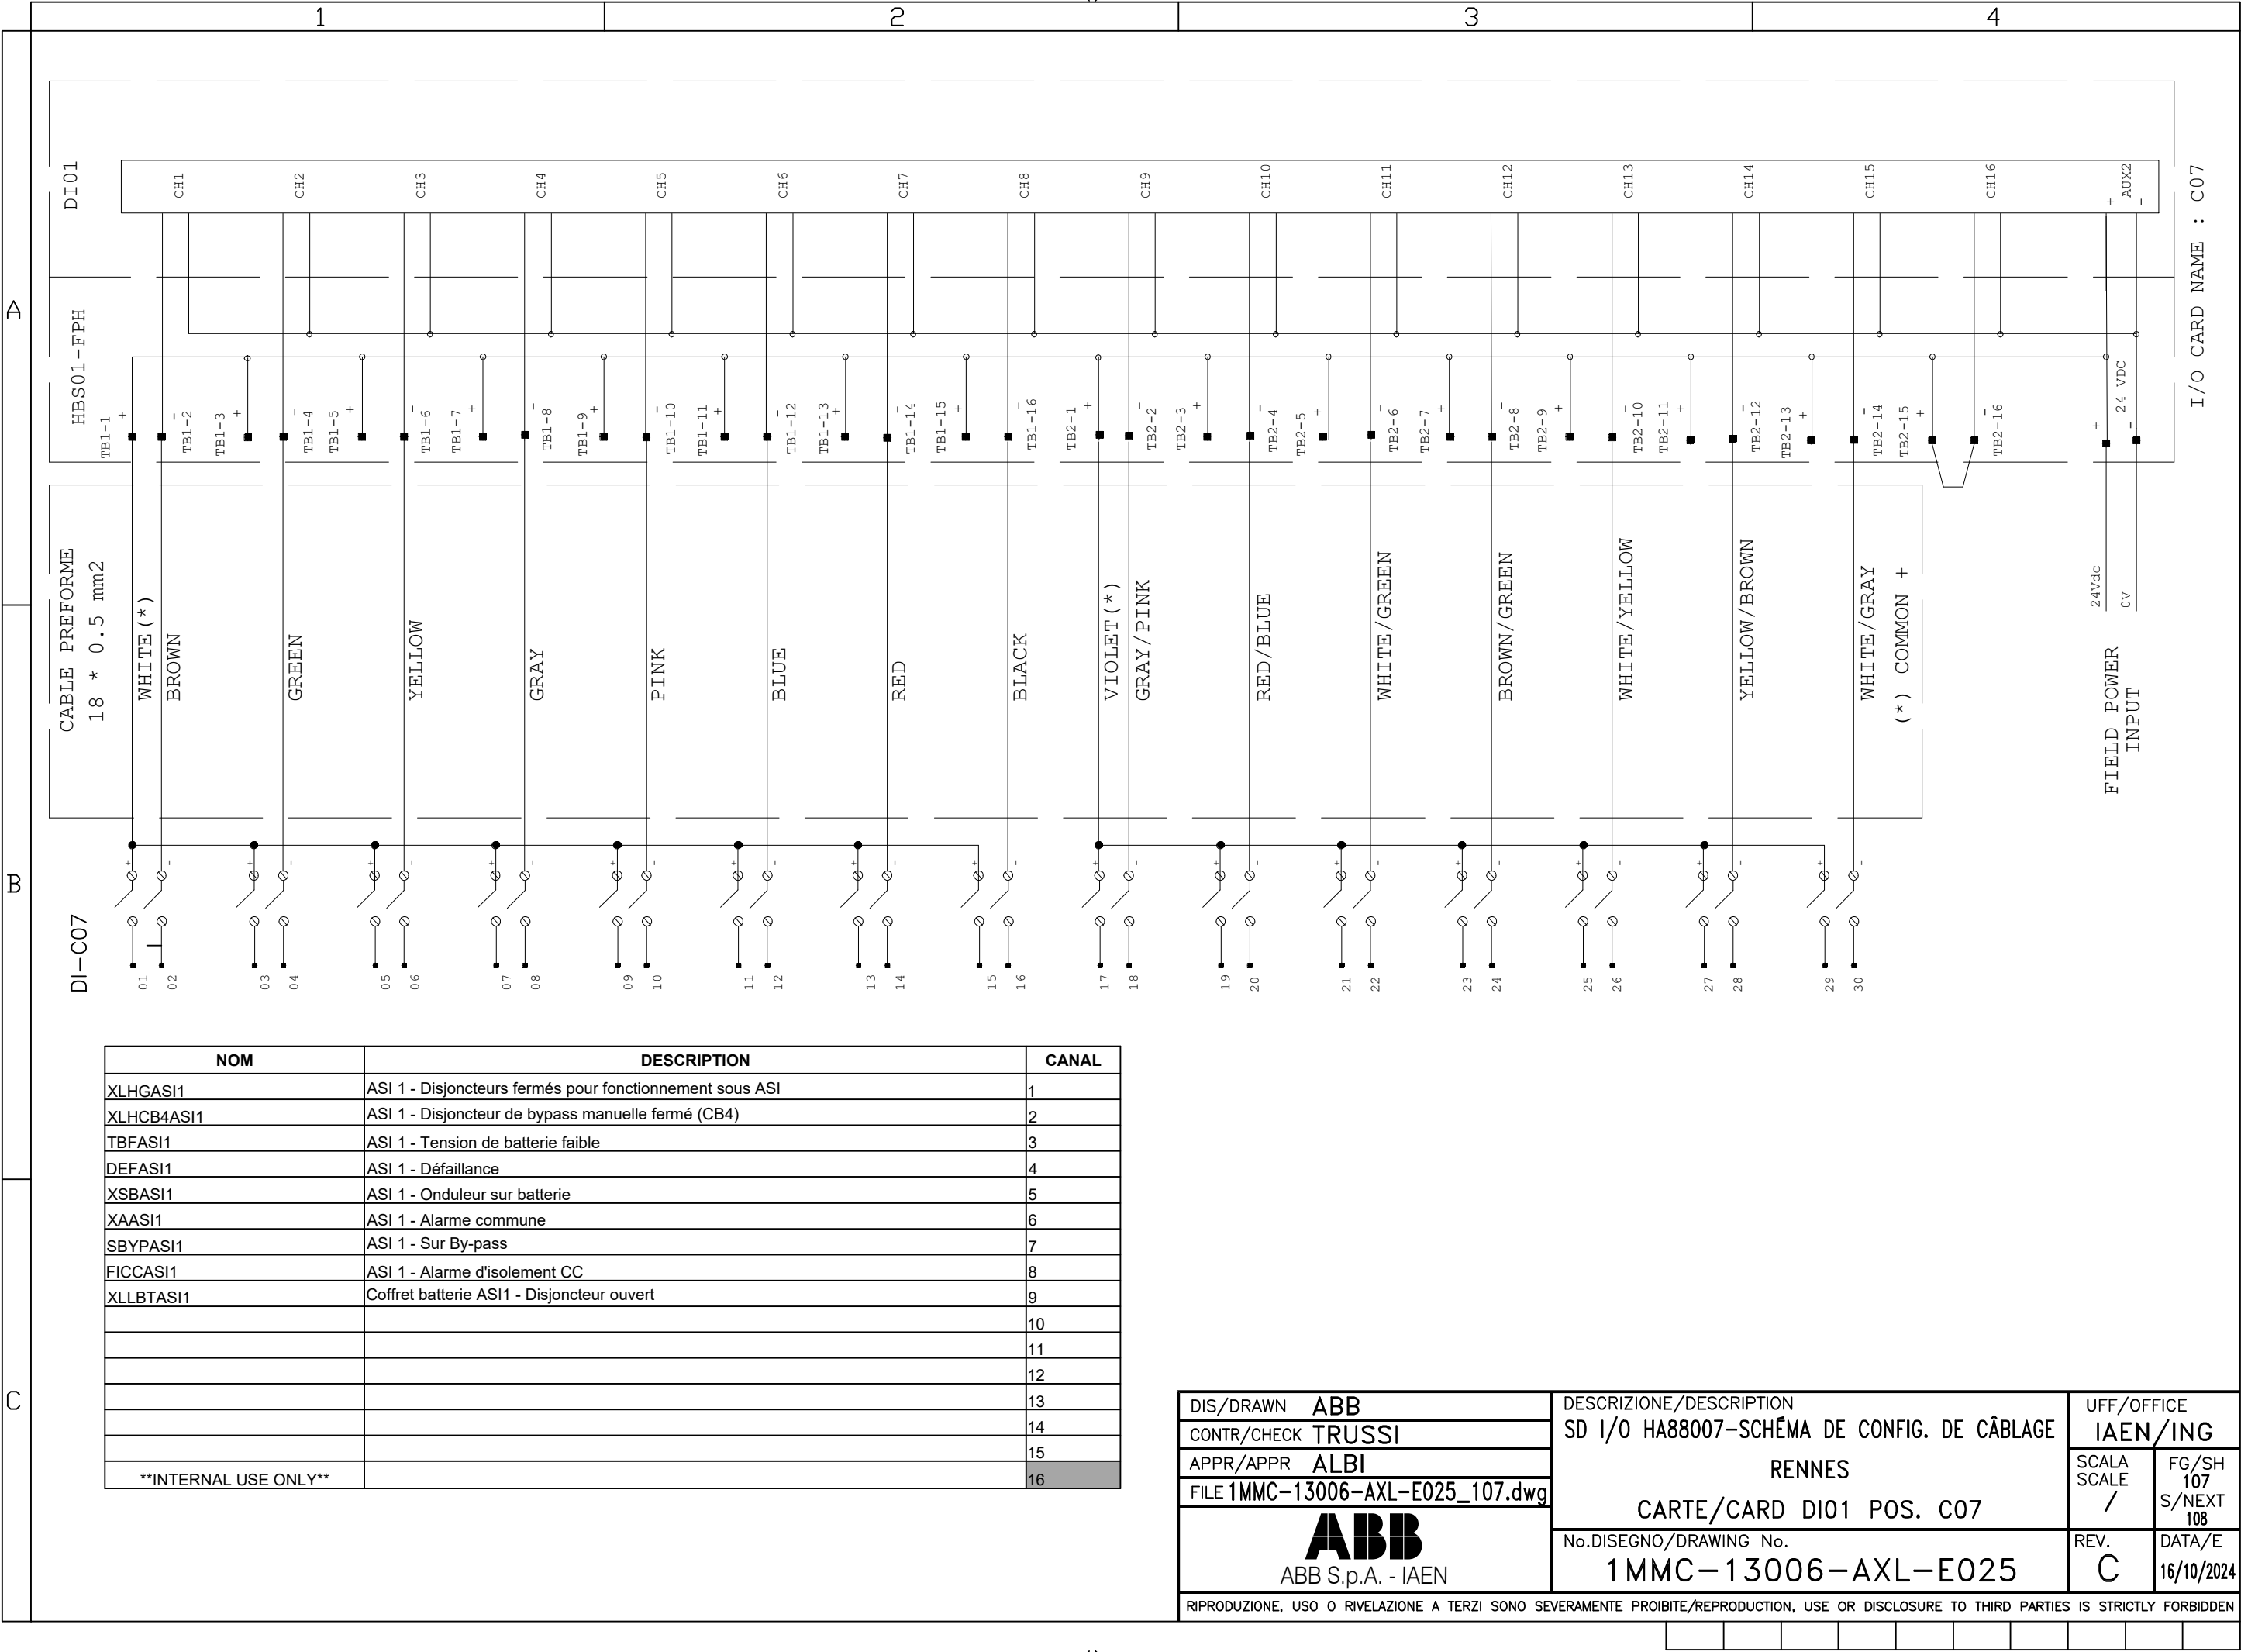 1 2 3 4
A
B
C
DI01
CH1 CH2 CH3 CH4 CH5 CH6 CH7 CH8 CH9 CH10 CH11 CH12 CH13 CH14 CH15 CH16 AUX2
+ -
I/O CARD NAME : C07
HBS01-FPH
TB1-1 + TB1-2 - TB1-3 + TB1-4 - TB1-5 + TB1-6 - TB1-7 + TB1-8 - TB1-9 + TB1-10 - TB1-11 + TB1-12 - TB1-13 + TB1-14 - TB1-15 + TB1-16 -
TB2-1 + TB2-2 - TB2-3 + TB2-4 - TB2-5 + TB2-6 - TB2-7 + TB2-8 - TB2-9 + TB2-10 - TB2-11 + TB2-12 - TB2-13 + TB2-14 - TB2-15 + TB2-16 -
+ 24 VDC -
CABLE PREFORME
18 * 0.5 mm2
WHITE(*)
BROWN
GREEN
YELLOW
GRAY
PINK
BLUE
RED
BLACK
VIOLET(*)
GRAY/PINK
RED/BLUE
WHITE/GREEN
BROWN/GREEN
WHITE/YELLOW
YELLOW/BROWN
WHITE/GRAY
(*) COMMON +
24Vdc
0V
FIELD POWER
INPUT
DI-C07
+ - + - + - + - + - + - + - + - + - + - + - + - + - + - + -
01 02 03 04 05 06 07 08 09 10 11 12 13 14 15 16 17 18 19 20 21 22 23 24 25 26 27 28 29 30
NOM DESCRIPTION CANAL
XLHGASI1 ASI 1 - Disjoncteurs fermés pour fonctionnement sous ASI 1
XLHCB4ASI1 ASI 1 - Disjoncteur de bypass manuelle fermé (CB4) 2
TBFASI1 ASI 1 - Tension de batterie faible 3
DEFASI1 ASI 1 - Défaillance 4
XSBASI1 ASI 1 - Onduleur sur batterie 5
XAASI1 ASI 1 - Alarme commune 6
SBYPASI1 ASI 1 - Sur By-pass 7
FICCASI1 ASI 1 - Alarme d'isolement CC 8
XLLBTASI1 Coffret batterie ASI1 - Disjoncteur ouvert 9
10
11
12
13
14
15
**INTERNAL USE ONLY** 16
DIS/DRAWN ABB
CONTR/CHECK TRUSSI
APPR/APPR ALBI
FILE 1MMC-13006-AXL-E025_107.dwg
ABB
ABB S.p.A. - IAEN
DESCRIZIONE/DESCRIPTION
SD I/O HA88007-SCHÉMA DE CONFIG. DE CÂBLAGE
RENNES
CARTE/CARD DI01 POS. C07
No.DISEGNO/DRAWING No.
1MMC-13006-AXL-E025
UFF/OFFICE
IAEN/ING
SCALA
SCALE
/
FG/SH
107
S/NEXT
108
REV.
C
DATA/E
16/10/2024
RIPRODUZIONE, USO O RIVELAZIONE A TERZI SONO SEVERAMENTE PROIBITE/REPRODUCTION, USE OR DISCLOSURE TO THIRD PARTIES IS STRICTLY FORBIDDEN